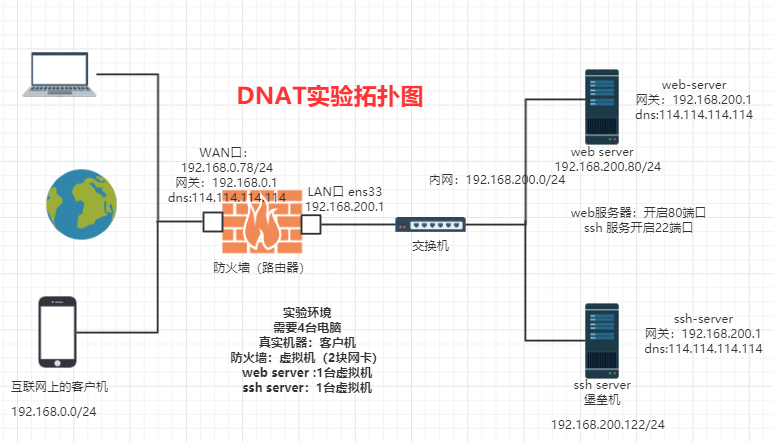 DNAT实验拓扑图
WAN口：
192.168.0.78/24
网关：192.168.0.1
dns:114.114.114.114
LAN口 ens33
192.168.200.1
防火墙（路由器）
内网：192.168.200.0/24
交换机
web-server
网关：192.168.200.1
dns:114.114.114.114
web server
192.168.200.80/24
web服务器：开启80端口
ssh 服务开启22端口
ssh-server
网关：192.168.200.1
dns:114.114.114.114
ssh server
堡垒机
192.168.200.122/24
实验环境
需要4台电脑
真实机器：客户机
防火墙：虚拟机（2块网卡）
web server :1台虚拟机
ssh server：1台虚拟机
互联网上的客户机
192.168.0.0/24